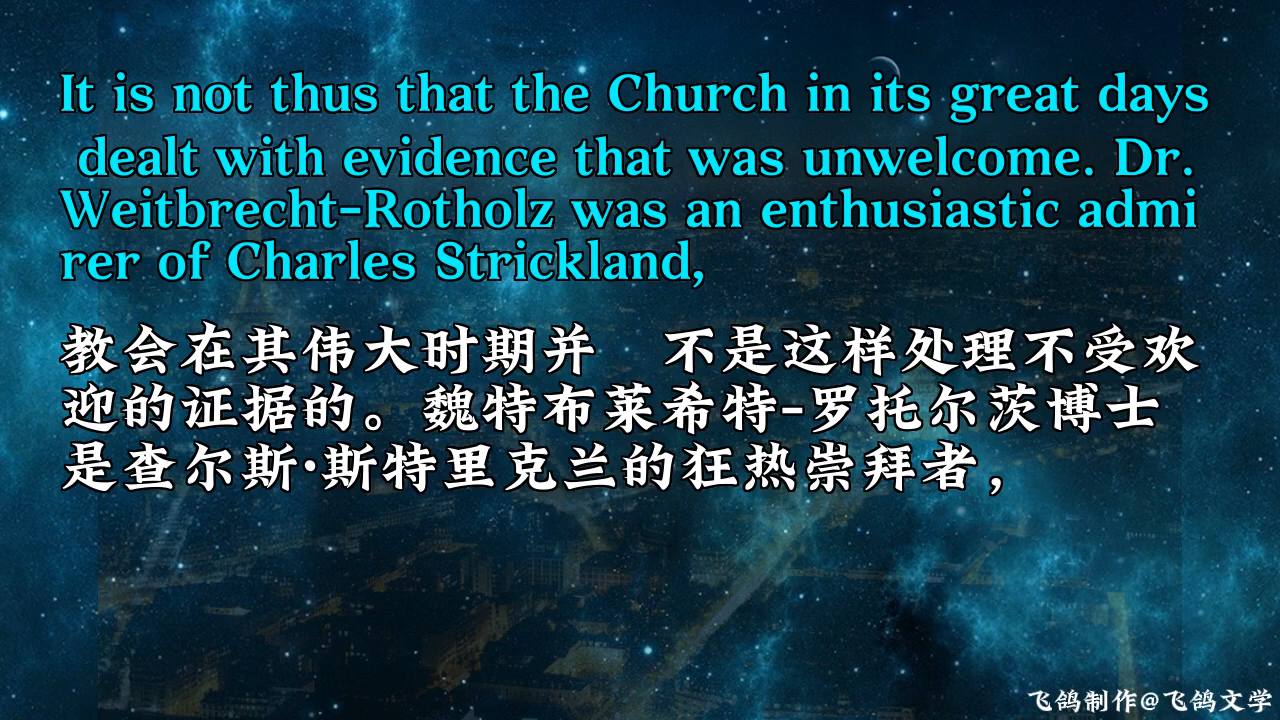 It is not thus that the Church in its great days
dealt with evidence that was unwelcome. Dr.
Weitbrecht-Rotholz was an enthusiastic admi
rer of Charles Strickland,
教会在其伟大时期并　不是这样处理不受欢
迎的证据的。魏特布莱希特-罗托尔茨博士
是查尔斯·斯特里克兰的狂热崇拜者，
飞鸽制作@飞鸽文学